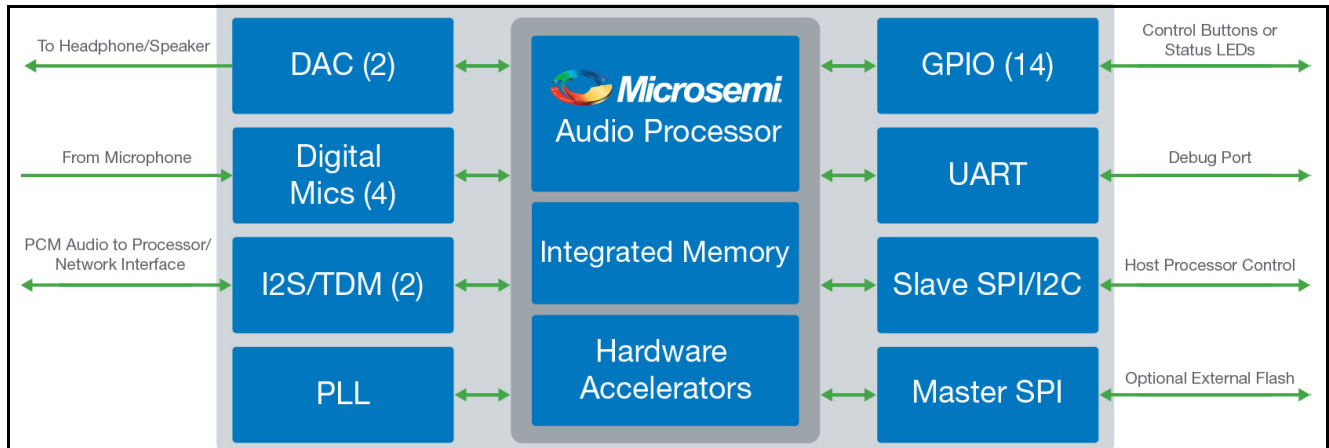 To Headphone/Speaker
DAC (2)
From Microphone
Digital
Mics (4)
PCM Audio to Processor/
Network Interface
I2S/TDM (2)
PLL
Microsemi.
Audio Processor
Integrated Memory
Hardware
Accelerators
GPIO (14)
Control Buttons or
Status LEDs
UART
Debug Port
Slave SPI/I2C
Host Processor Control
Master SPI
Optional External Flash